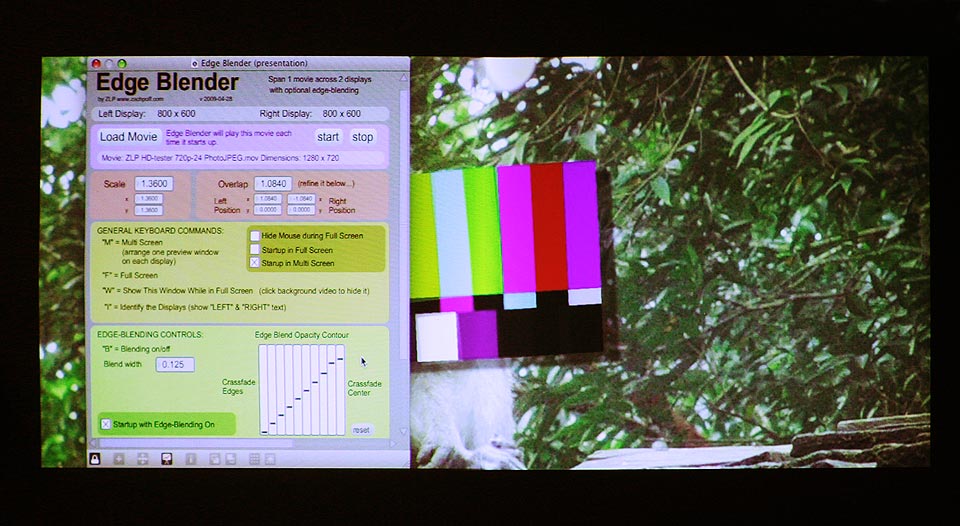 Edge Blender (presentation)
Edge Blender
Span 1 movie across 2 displays
with optional edge-blending
by ZLP www.zachpoff.com v 2009-04-28
Left Display: 800 x 600 Right Display: 800 x 600
Load Movie
Edge Blender will play this movie each
time it starts up.
start stop
Movie: ZLP HD-tester 720p-24 PhotoJPEG.mov Dimensions: 1280 x 720
Scale 1.3600
x 1.3600
y 1.3600
Overlap 1.0840 (refine it below...)
Left x 1.0840 -1.0840 x Right
Position y 0.0000 0.0000 y Position
GENERAL KEYBOARD COMMANDS:
"M" = Multi Screen
(arrange one preview window
on each display)
"F" = Full Screen
"W" = Show This Window While in Full Screen (click background video to hide it)
"I" = Identify the Displays (show "LEFT" & "RIGHT" text)
Hide Mouse during Full Screen
Startup in Full Screen
Starup in Multi Screen
EDGE-BLENDING CONTROLS:
"B" = Blending on/off
Blend width 0.125
Startup with Edge-Blending On
Edge Blend Opacity Contour
Crassfade
Edges
Crassfade
Center
reset